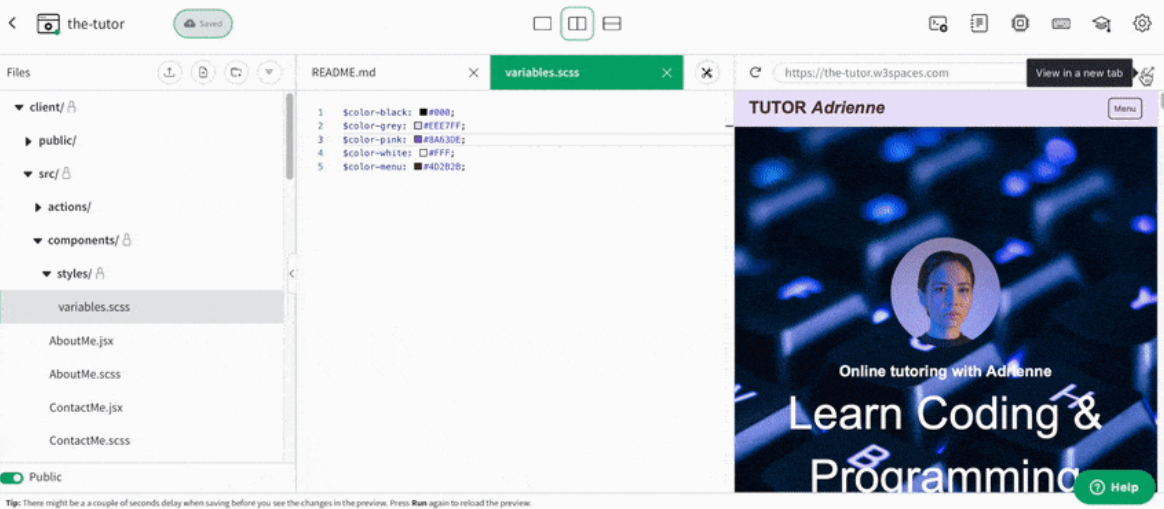 the-tutor
Saved
Files
README.md
variables.scss
https://the-tutor.w3spaces.com
View in a new tab
client/
public/
src/
actions/
components/
styles/
variables.scss
AboutMe.jsx
AboutMe.scss
ContactMe.jsx
ContactMe.scss
Public
1 $color-black: #000;
2 $color-grey: #EEE7FF;
3 $color-pink: #8A63DE;
4 $color-white: #FFF;
5 $color-menu: #4D2B2B;
TUTOR Adrienne
Menu
Online tutoring with Adrienne
Learn Coding &
Programming
Help
Tip: There might be a a couple of seconds delay when saving before you see the changes in the preview. Press Run again to reload the preview.